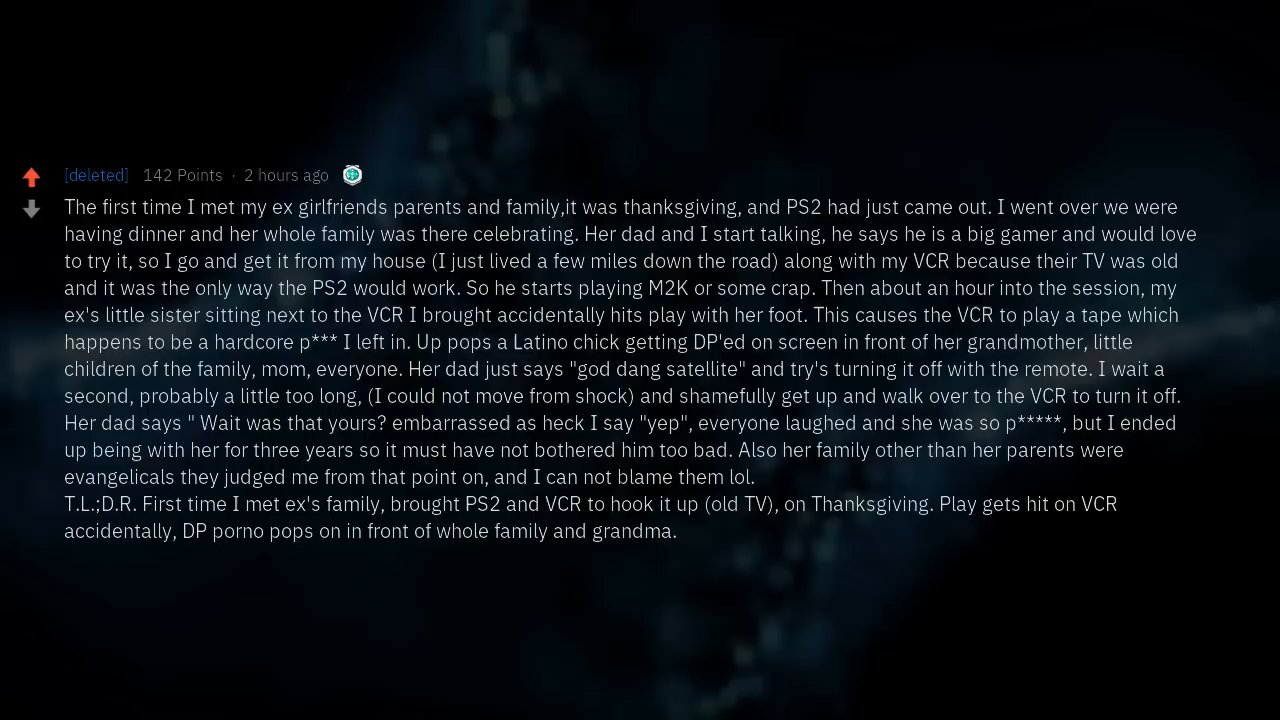 [deleted] 142 Points · 2 hours ago
The first time I met my ex girlfriends parents and family,it was thanksgiving, and PS2 had just came out. I went over we were
having dinner and her whole family was there celebrating. Her dad and I start talking, he says he is a big gamer and would love
to try it, so I go and get it from my house (I just lived a few miles down the road) along with my VCR because their TV was old
and it was the only way the PS2 would work. So he starts playing M2K or some crap. Then about an hour into the session, my
ex's little sister sitting next to the VCR I brought accidentally hits play with her foot. This causes the VCR to play a tape which
happens to be a hardcore p*** I left in. Up pops a Latino chick getting DP'ed on screen in front of her grandmother, little
children of the family, mom, everyone. Her dad just says "god dang satellite" and try's turning it off with the remote. I wait a
second, probably a little too long, (I could not move from shock) and shamefully get up and walk over to the VCR to turn it off.
Her dad says " Wait was that yours? embarrassed as heck I say "yep", everyone laughed and she was so p*****, but I ended
up being with her for three years so it must have not bothered him too bad. Also her family other than her parents were
evangelicals they judged me from that point on, and I can not blame them lol.
T.L.;D.R. First time I met ex's family, brought PS2 and VCR to hook it up (old TV), on Thanksgiving. Play gets hit on VCR
accidentally, DP porno pops on in front of whole family and grandma.